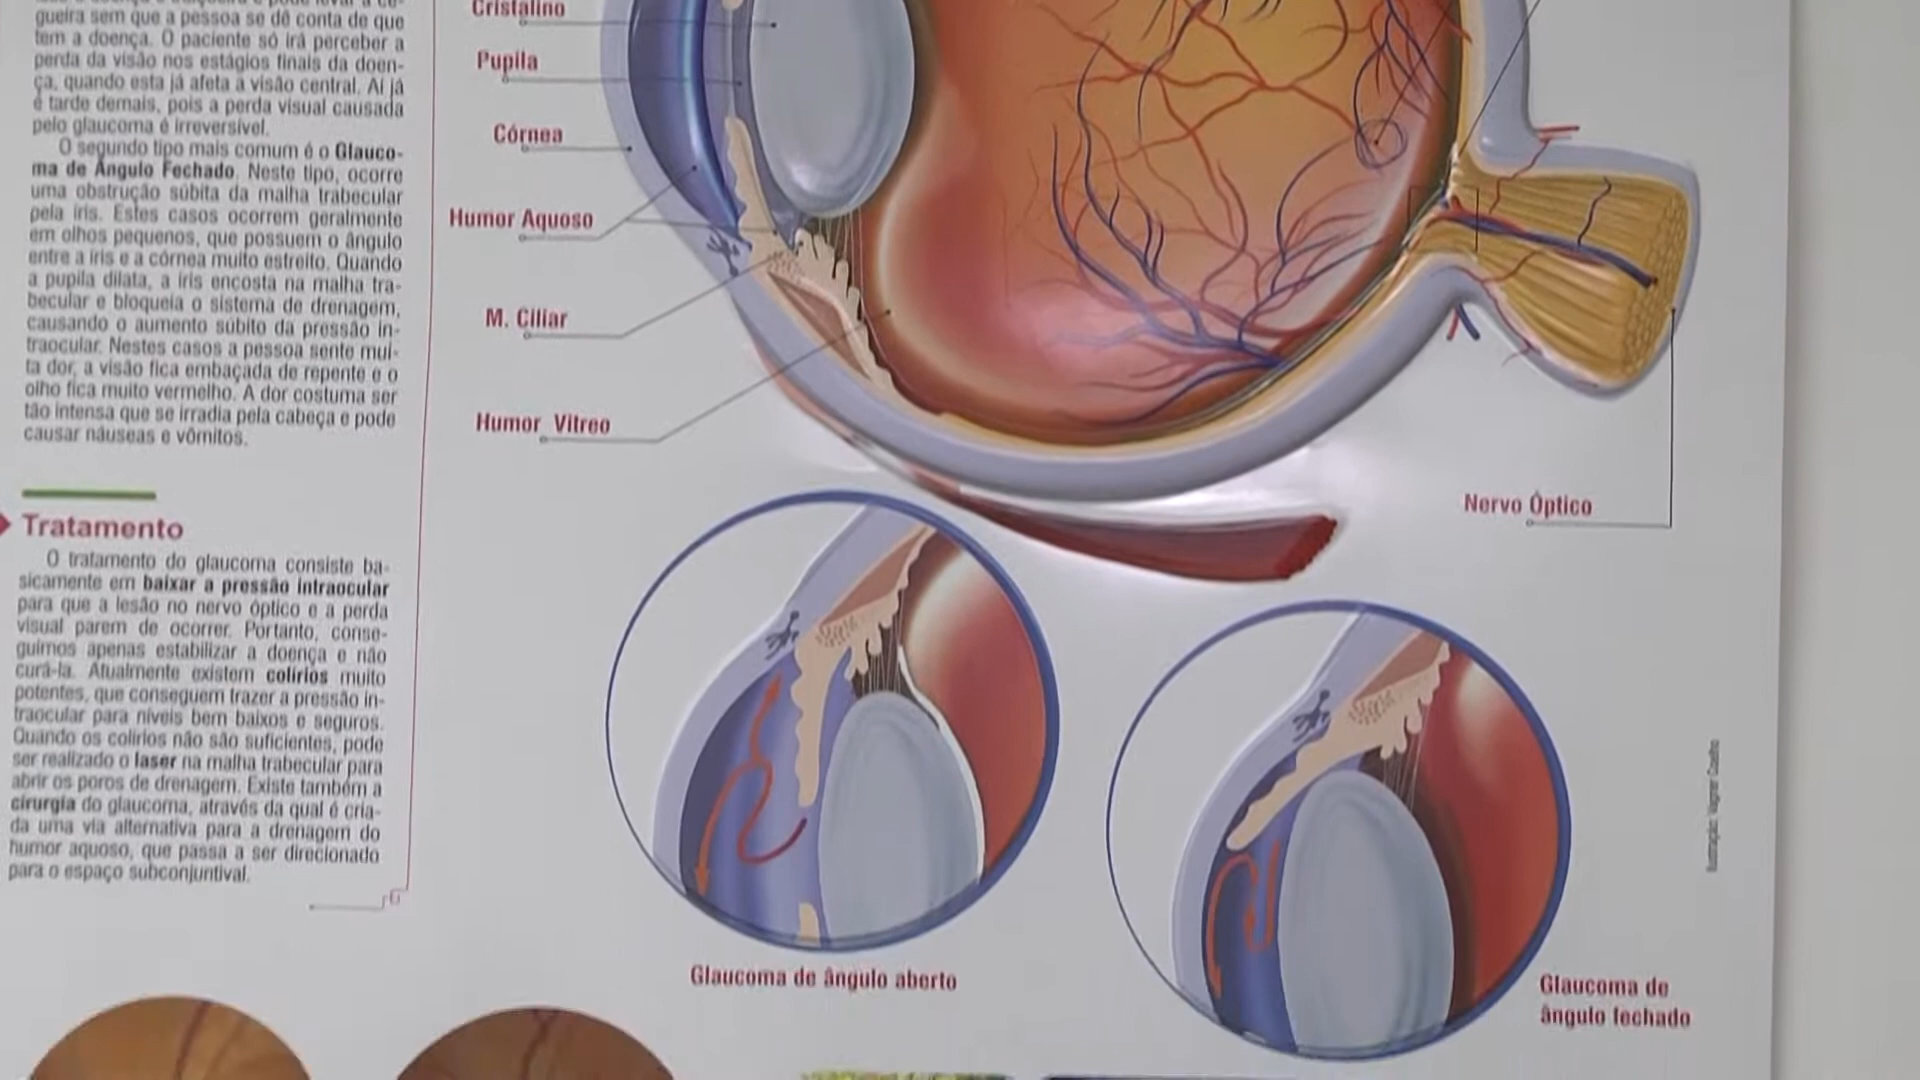 gueira sem que a pessoa se dê conta de que
tem a doença. O paciente só irá perceber a
perda da visão nos estágios finais da doen-
ça, quando esta já afeta a visão central. Aí já
é tarde demais, pois a perda visual causada
pelo glaucoma é irreversível.
O segundo tipo mais comum é o Glauco-
ma de Ângulo Fechado. Neste tipo, ocorre
uma obstrução súbita da malha trabecular
pela íris. Estes casos ocorrem geralmente
em olhos pequenos, que possuem o ângulo
entre a íris e a córnea muito estreito. Quando
a pupila dilata, a íris encosta na malha tra-
becular e bloqueia o sistema de drenagem,
causando o aumento súbito da pressão in-
traocular. Nestes casos a pessoa sente mui-
ta dor, a visão fica embaçada de repente e o
olho fica muito vermelho. A dor costuma ser
tão intensa que se irradia pela cabeça e pode
causar náuseas e vômitos.
Tratamento
O tratamento do glaucoma consiste ba-
sicamente em baixar a pressão intraocular
para que a lesão no nervo óptico e a perda
visual parem de ocorrer. Portanto, conse-
guimos apenas estabilizar a doença e não
curá-la. Atualmente existem colírios muito
potentes, que conseguem trazer a pressão in-
traocular para níveis bem baixos e seguros.
Quando os colírios não são suficientes, pode
ser realizado o laser na malha trabecular para
abrir os poros de drenagem. Existe também a
cirurgia do glaucoma, através da qual é cria-
da uma via alternativa para a drenagem do
humor aquoso, que passa a ser direcionado
para o espaço subconjuntival.
Cristalino
Pupila
Córnea
Humor Aquoso
M. Ciliar
Humor Vítreo
Nervo Óptico
Glaucoma de ângulo aberto
Glaucoma de
ângulo fechado
Ilustração: Vagner Coelho